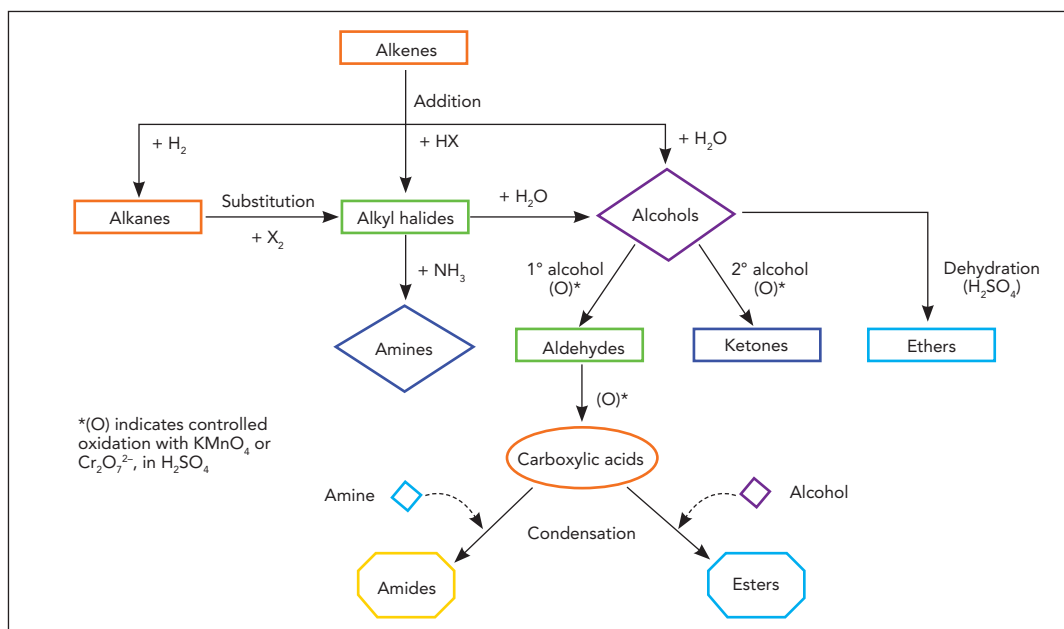 Alkenes
Addition
+ H₂
+ HX
+ H₂O
Alkanes
Substitution
+ X₂
Alkyl halides
+ H₂O
Alcohols
+ NH₃
1° alcohol
(O)*
2° alcohol
(O)*
Dehydration
(H₂SO₄)
Amines
Aldehydes
Ketones
Ethers
(O)*
*(O) indicates controlled
oxidation with KMnO₄ or
Cr₂O₇²⁻, in H₂SO₄
Carboxylic acids
Amine
Alcohol
Condensation
Amides
Esters